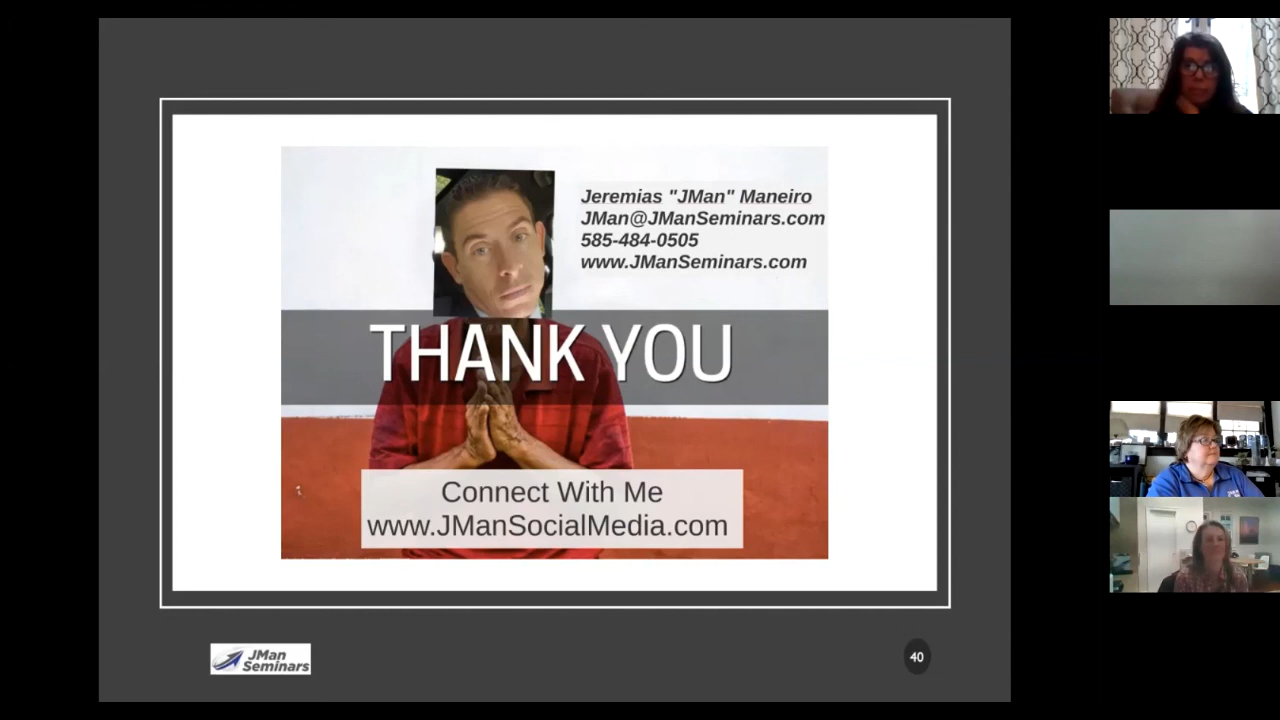 Jeremias "JMan" Maneiro
JMan@JManSeminars.com
585-484-0505
www.JManSeminars.com
THANK YOU
Connect With Me
www.JManSocialMedia.com
JMan
Seminars
40